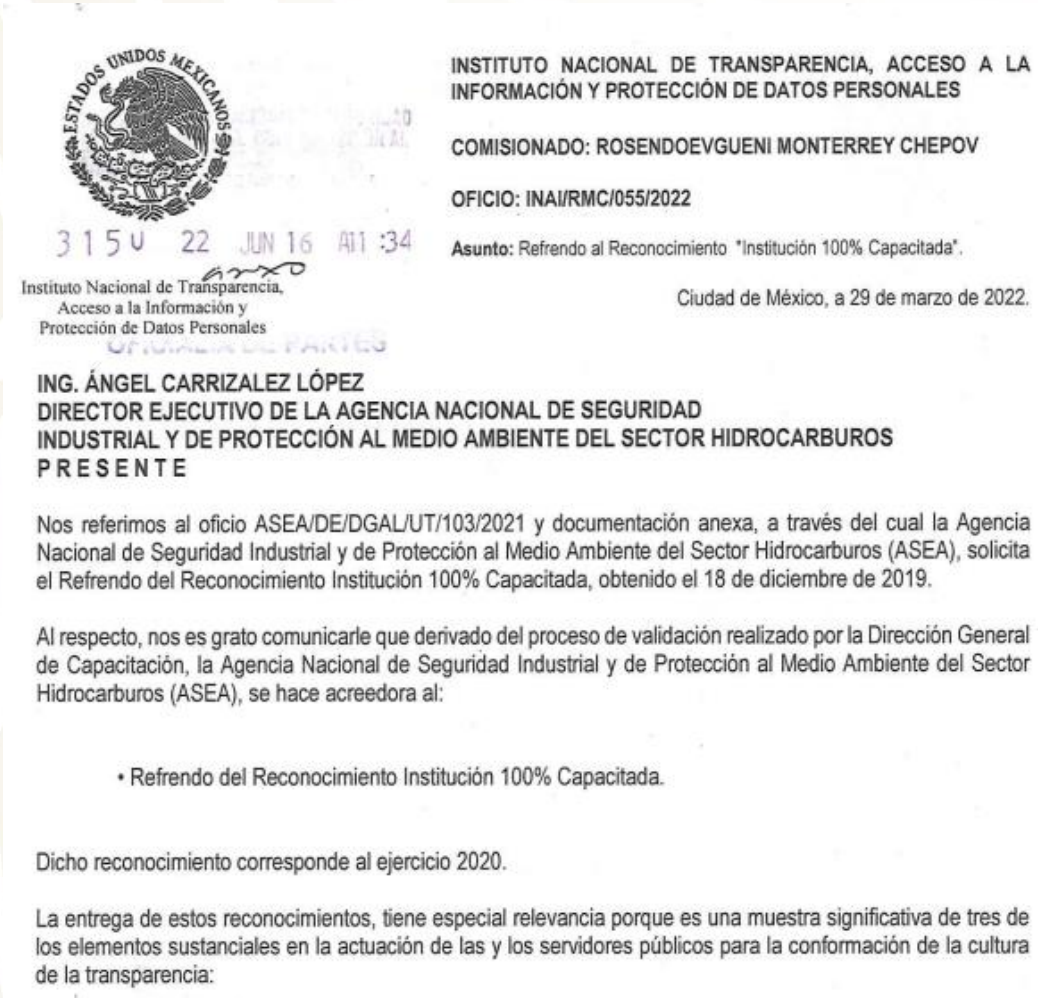 ESTADOS UNIDOS MEXICANOS
INSTITUTO NACIONAL DE TRANSPARENCIA, ACCESO A LA
INFORMACIÓN Y PROTECCIÓN DE DATOS PERSONALES
COMISIONADO: ROSENDOEVGUENI MONTERREY CHEPOV
OFICIO: INAI/RMC/055/2022
3150 22 JUN 16 A11:34
Asunto: Refrendo al Reconocimiento "Institución 100% Capacitada".
anexo
Instituto Nacional de Transparencia,
Acceso a la Información y
Protección de Datos Personales
Ciudad de México, a 29 de marzo de 2022.
OFICIALIA DE PARTES
ING. ÁNGEL CARRIZALEZ LÓPEZ
DIRECTOR EJECUTIVO DE LA AGENCIA NACIONAL DE SEGURIDAD
INDUSTRIAL Y DE PROTECCIÓN AL MEDIO AMBIENTE DEL SECTOR HIDROCARBUROS
P R E S E N T E
Nos referimos al oficio ASEA/DE/DGAL/UT/103/2021 y documentación anexa, a través del cual la Agencia
Nacional de Seguridad Industrial y de Protección al Medio Ambiente del Sector Hidrocarburos (ASEA), solicita
el Refrendo del Reconocimiento Institución 100% Capacitada, obtenido el 18 de diciembre de 2019.
Al respecto, nos es grato comunicarle que derivado del proceso de validación realizado por la Dirección General
de Capacitación, la Agencia Nacional de Seguridad Industrial y de Protección al Medio Ambiente del Sector
Hidrocarburos (ASEA), se hace acreedora al:
• Refrendo del Reconocimiento Institución 100% Capacitada.
Dicho reconocimiento corresponde al ejercicio 2020.
La entrega de estos reconocimientos, tiene especial relevancia porque es una muestra significativa de tres de
los elementos sustanciales en la actuación de las y los servidores públicos para la conformación de la cultura
de la transparencia: